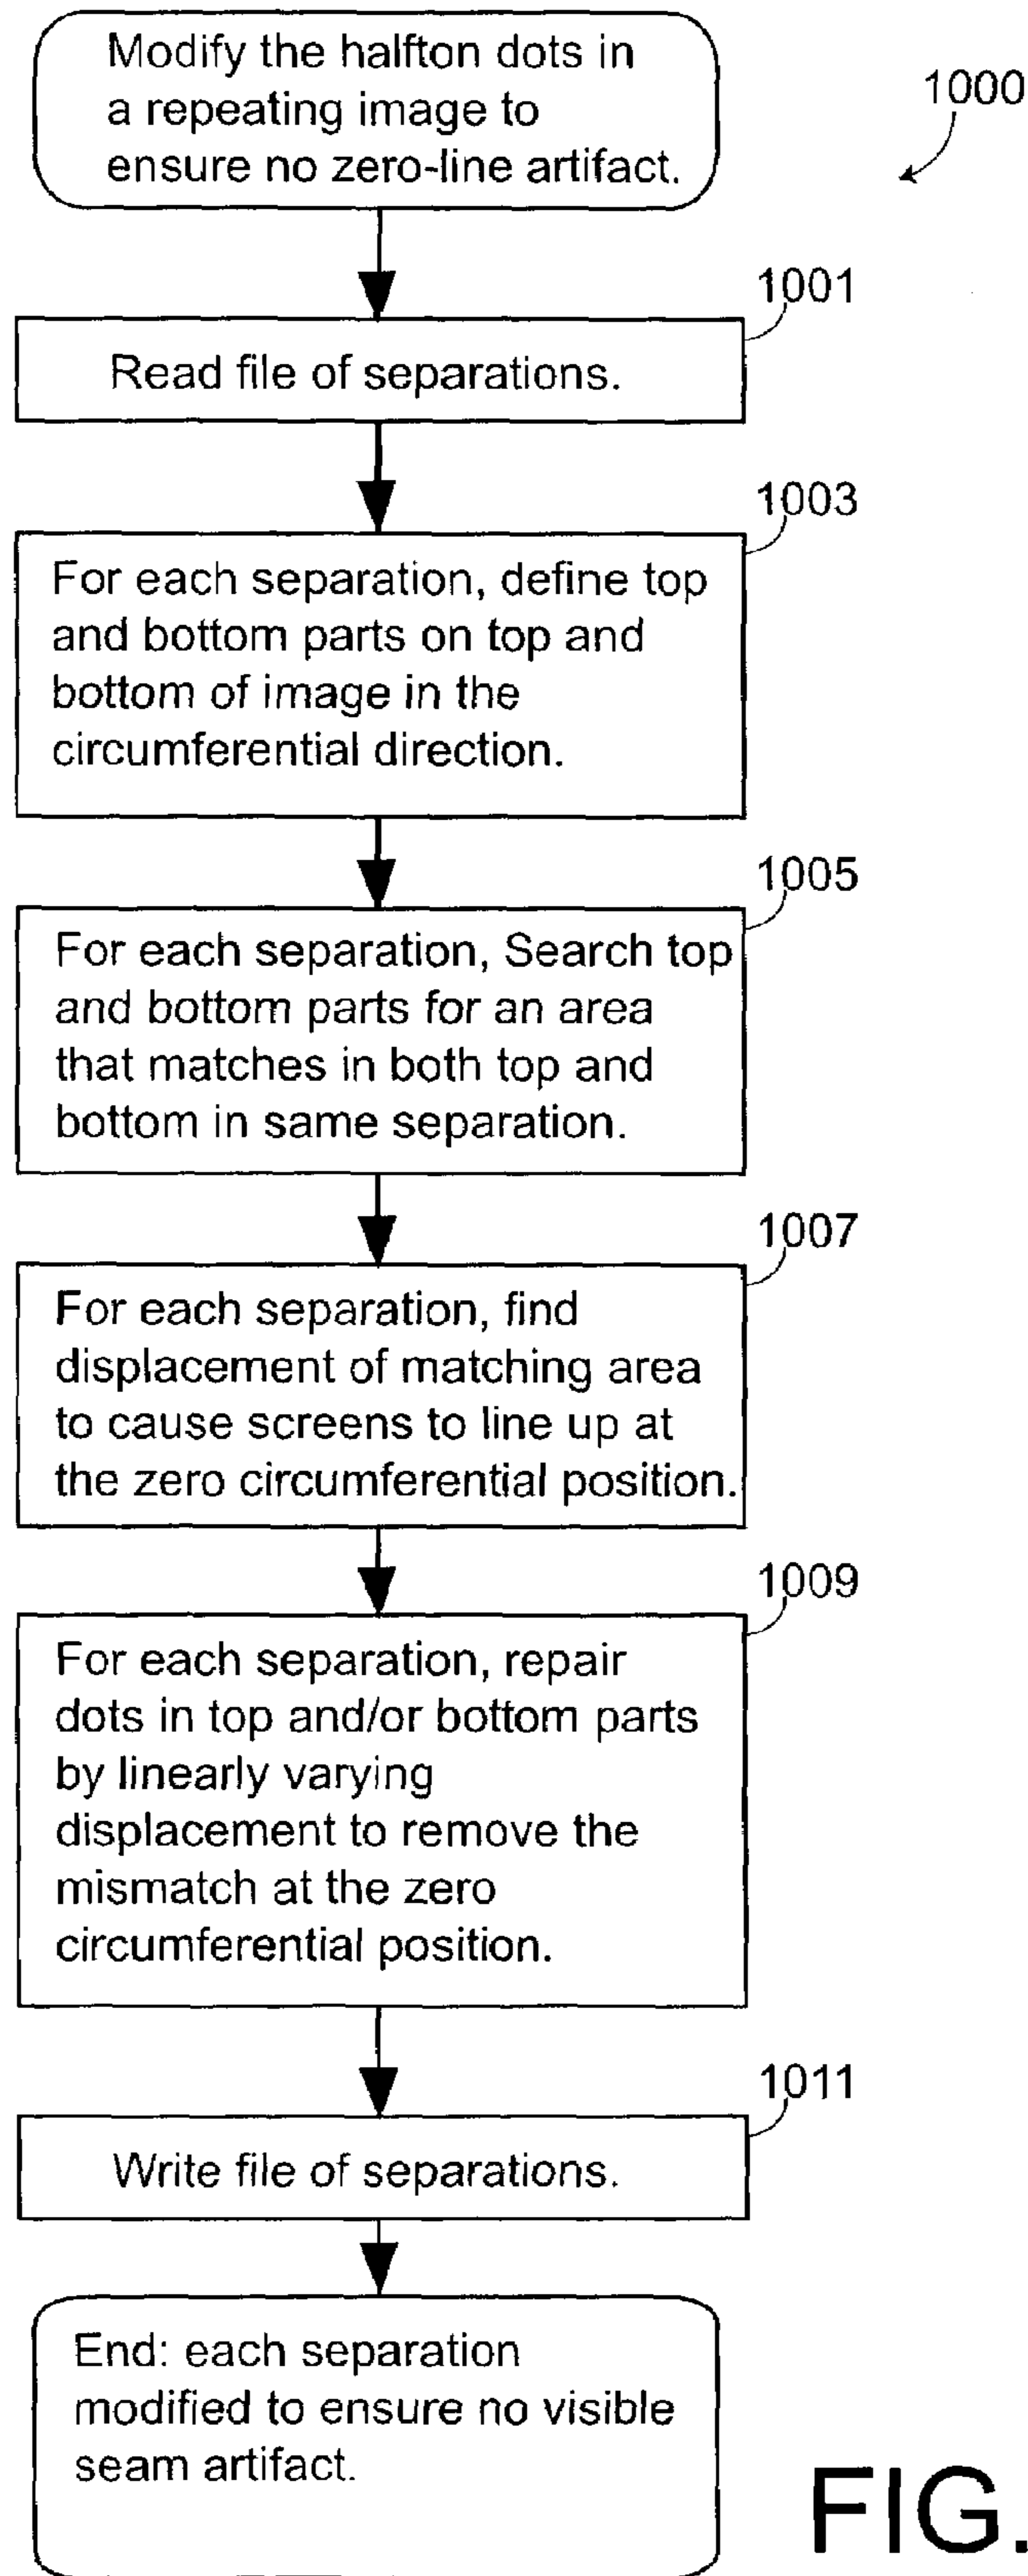 Modify the halfton dots in
a repeating image to
ensure no zero-line artifact.
1000
1001
Read file of separations.
1003
For each separation, define top
and bottom parts on top and
bottom of image in the
circumferential direction.
1005
For each separation, Search top
and bottom parts for an area
that matches in both top and
bottom in same separation.
1007
For each separation, find
displacement of matching area
to cause screens to line up at
the zero circumferential position.
1009
For each separation, repair
dots in top and/or bottom parts
by linearly varying
displacement to remove the
mismatch at the zero
circumferential position.
1011
Write file of separations.
End: each separation
modified to ensure no visible
seam artifact.
FIG.